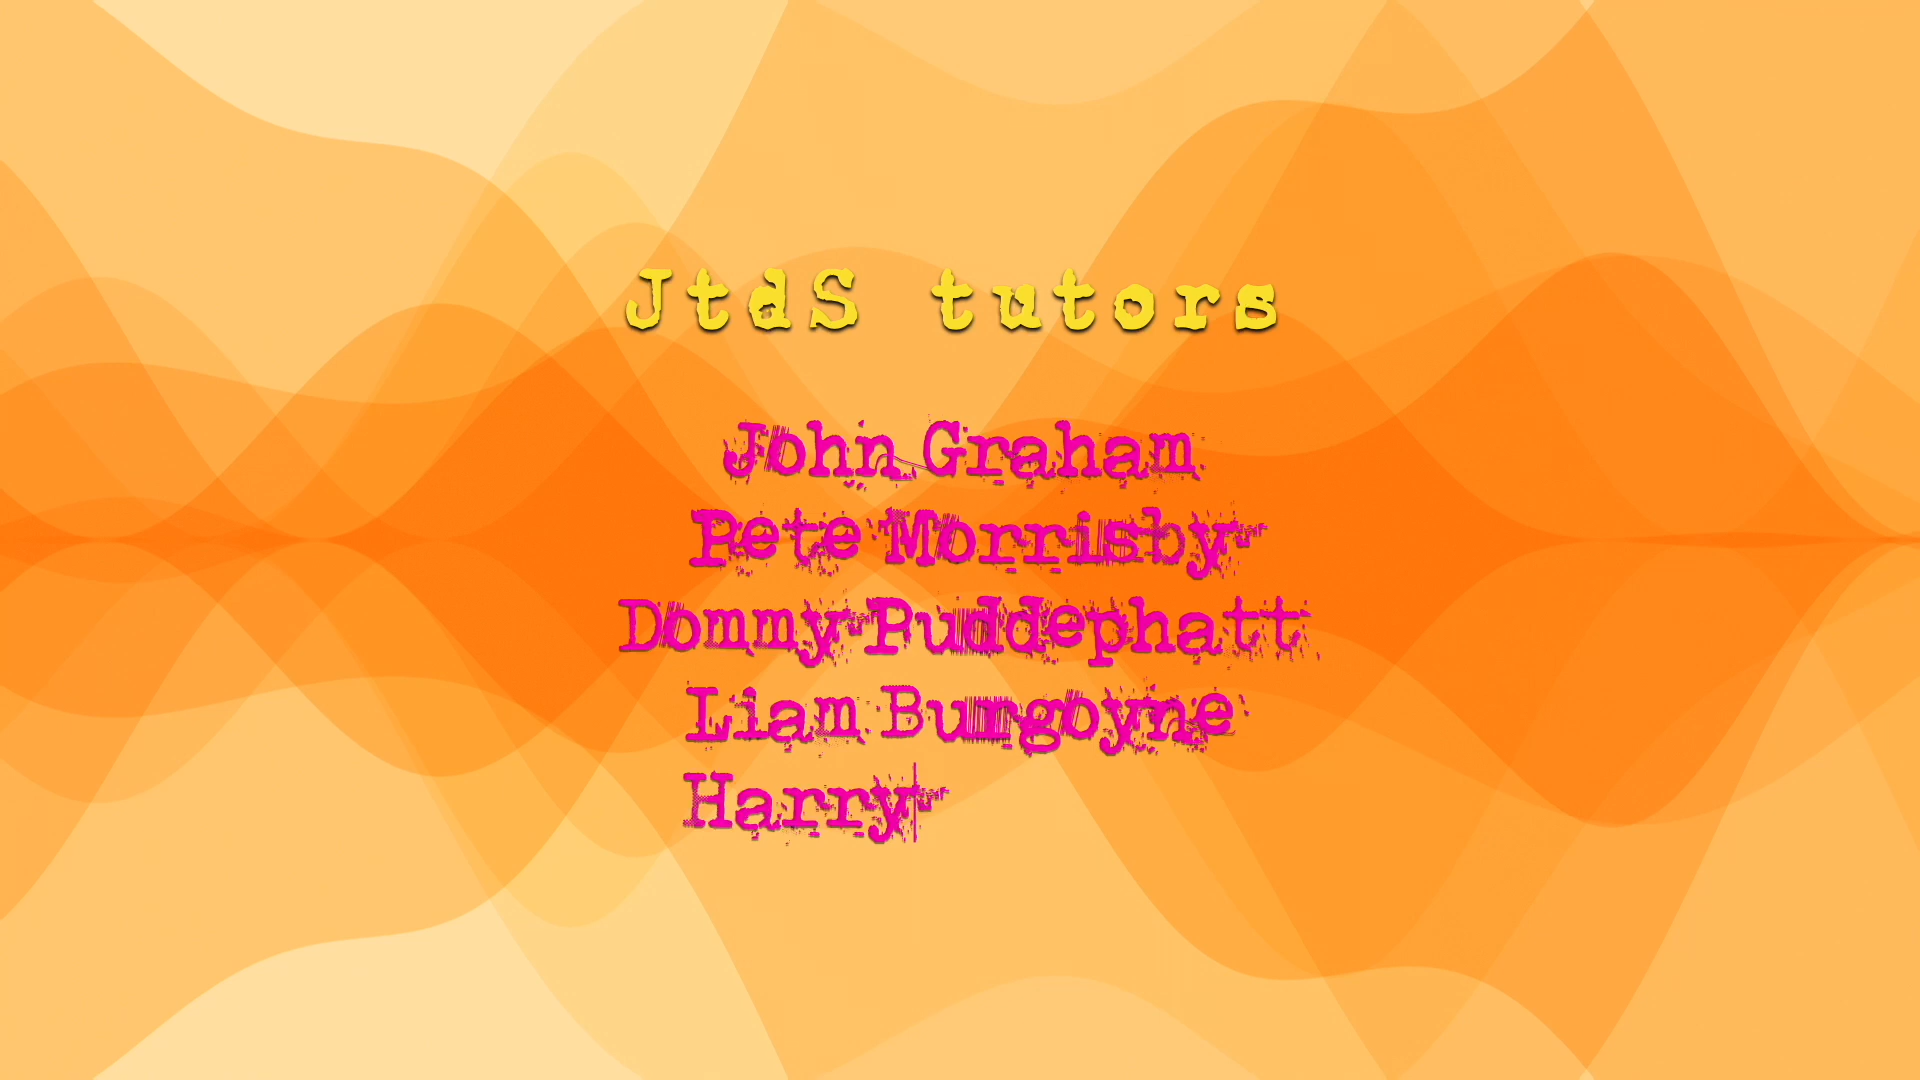 JtdS tutors
John Graham
Pete Morrisby
Dommy Puddephatt
Liam Burgoyne
Harry